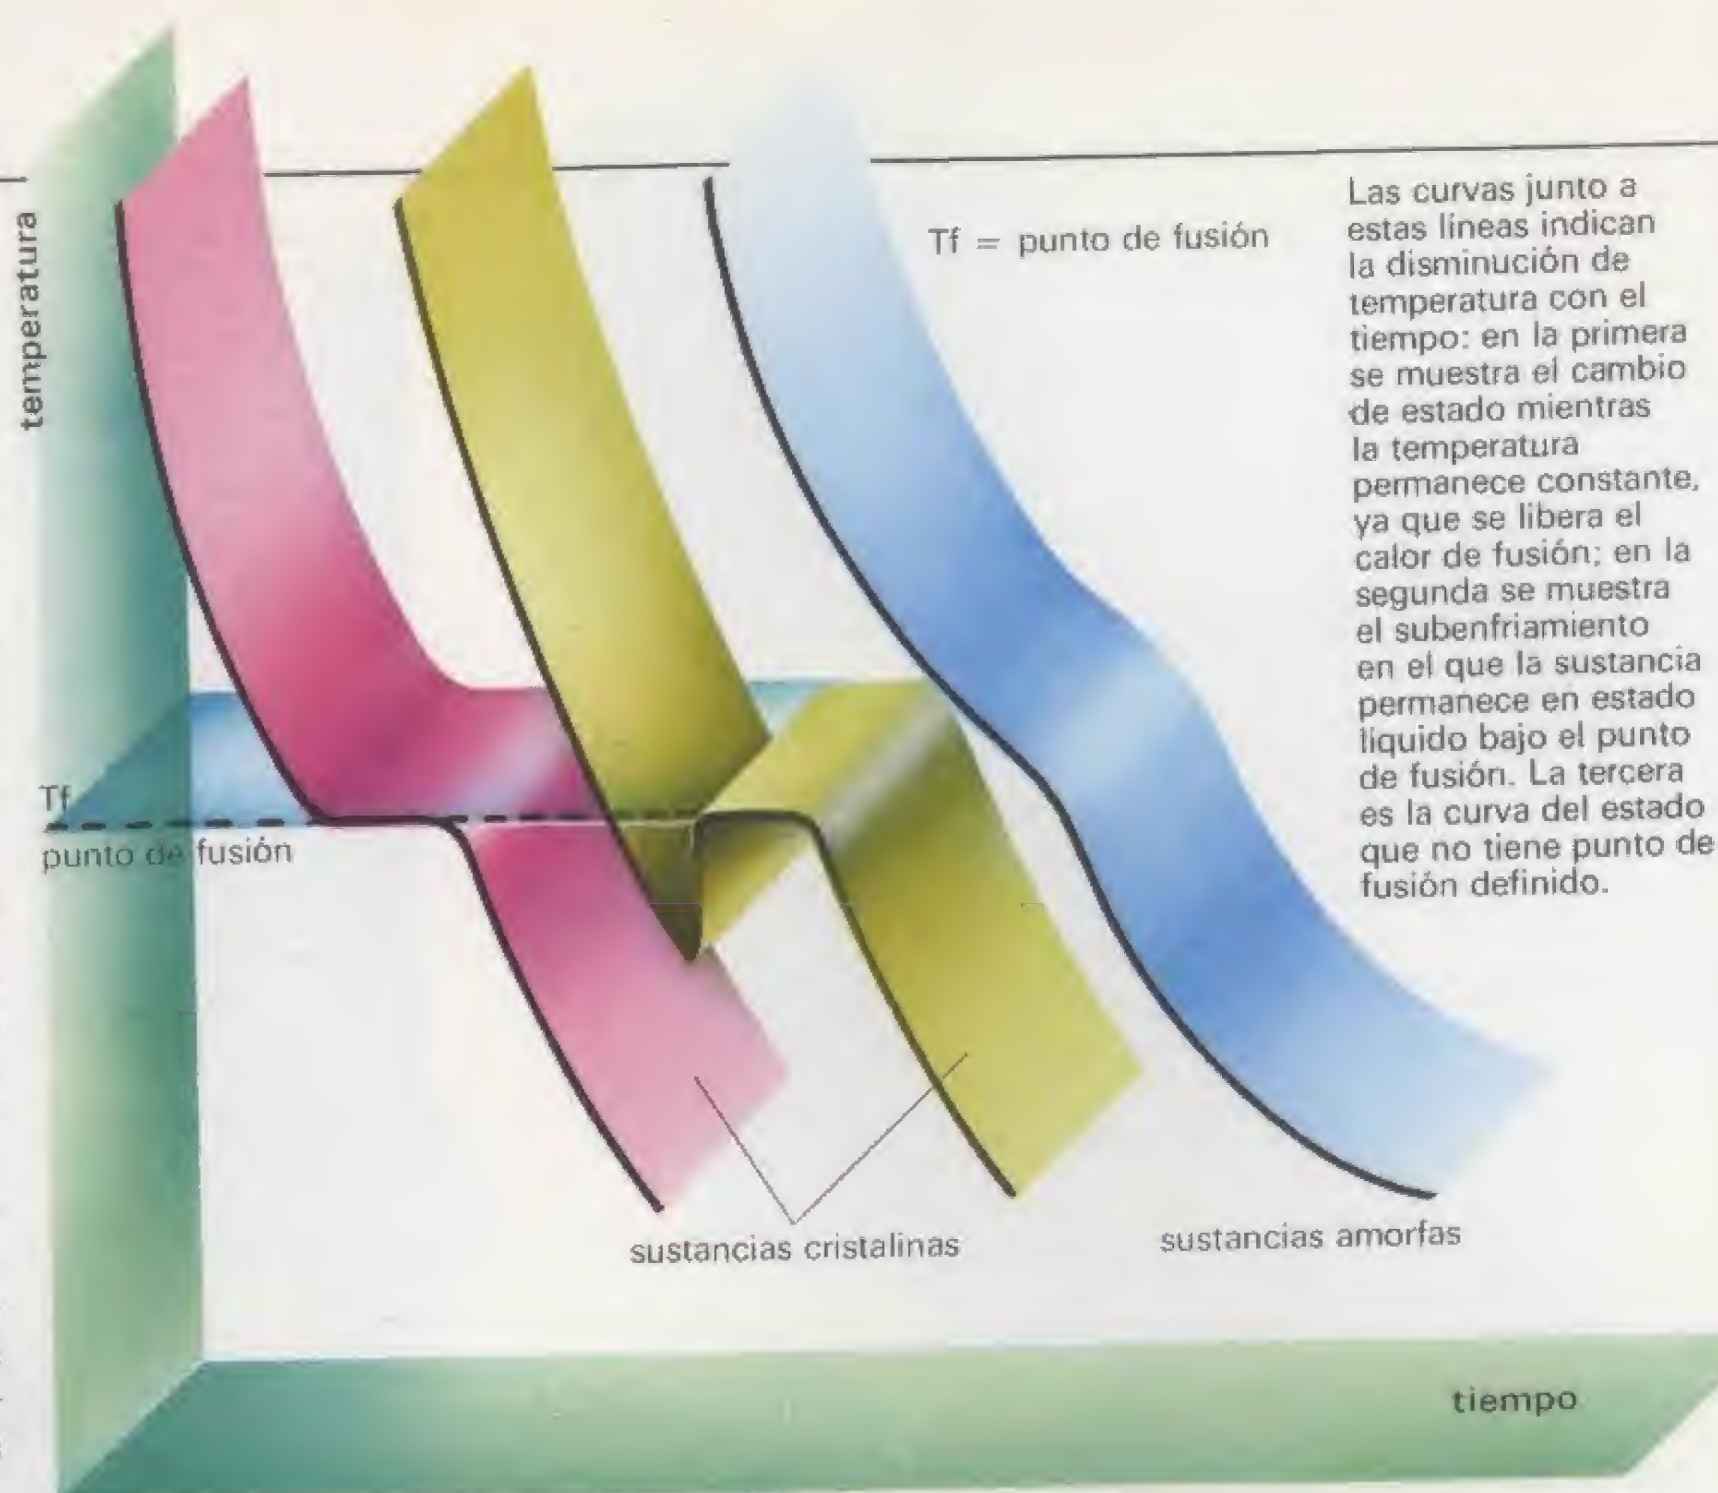 temperatura
Tf = punto de fusión
Las curvas junto a
estas líneas indican
la disminución de
temperatura con el
tiempo: en la primera
se muestra el cambio
de estado mientras
la temperatura
permanece constante,
ya que se libera el
calor de fusión; en la
segunda se muestra
el subenfriamiento
en el que la sustancia
permanece en estado
líquido bajo el punto
de fusión. La tercera
es la curva del estado
que no tiene punto de
fusión definido.
Tf
punto de fusión
sustancias cristalinas
sustancias amorfas
tiempo